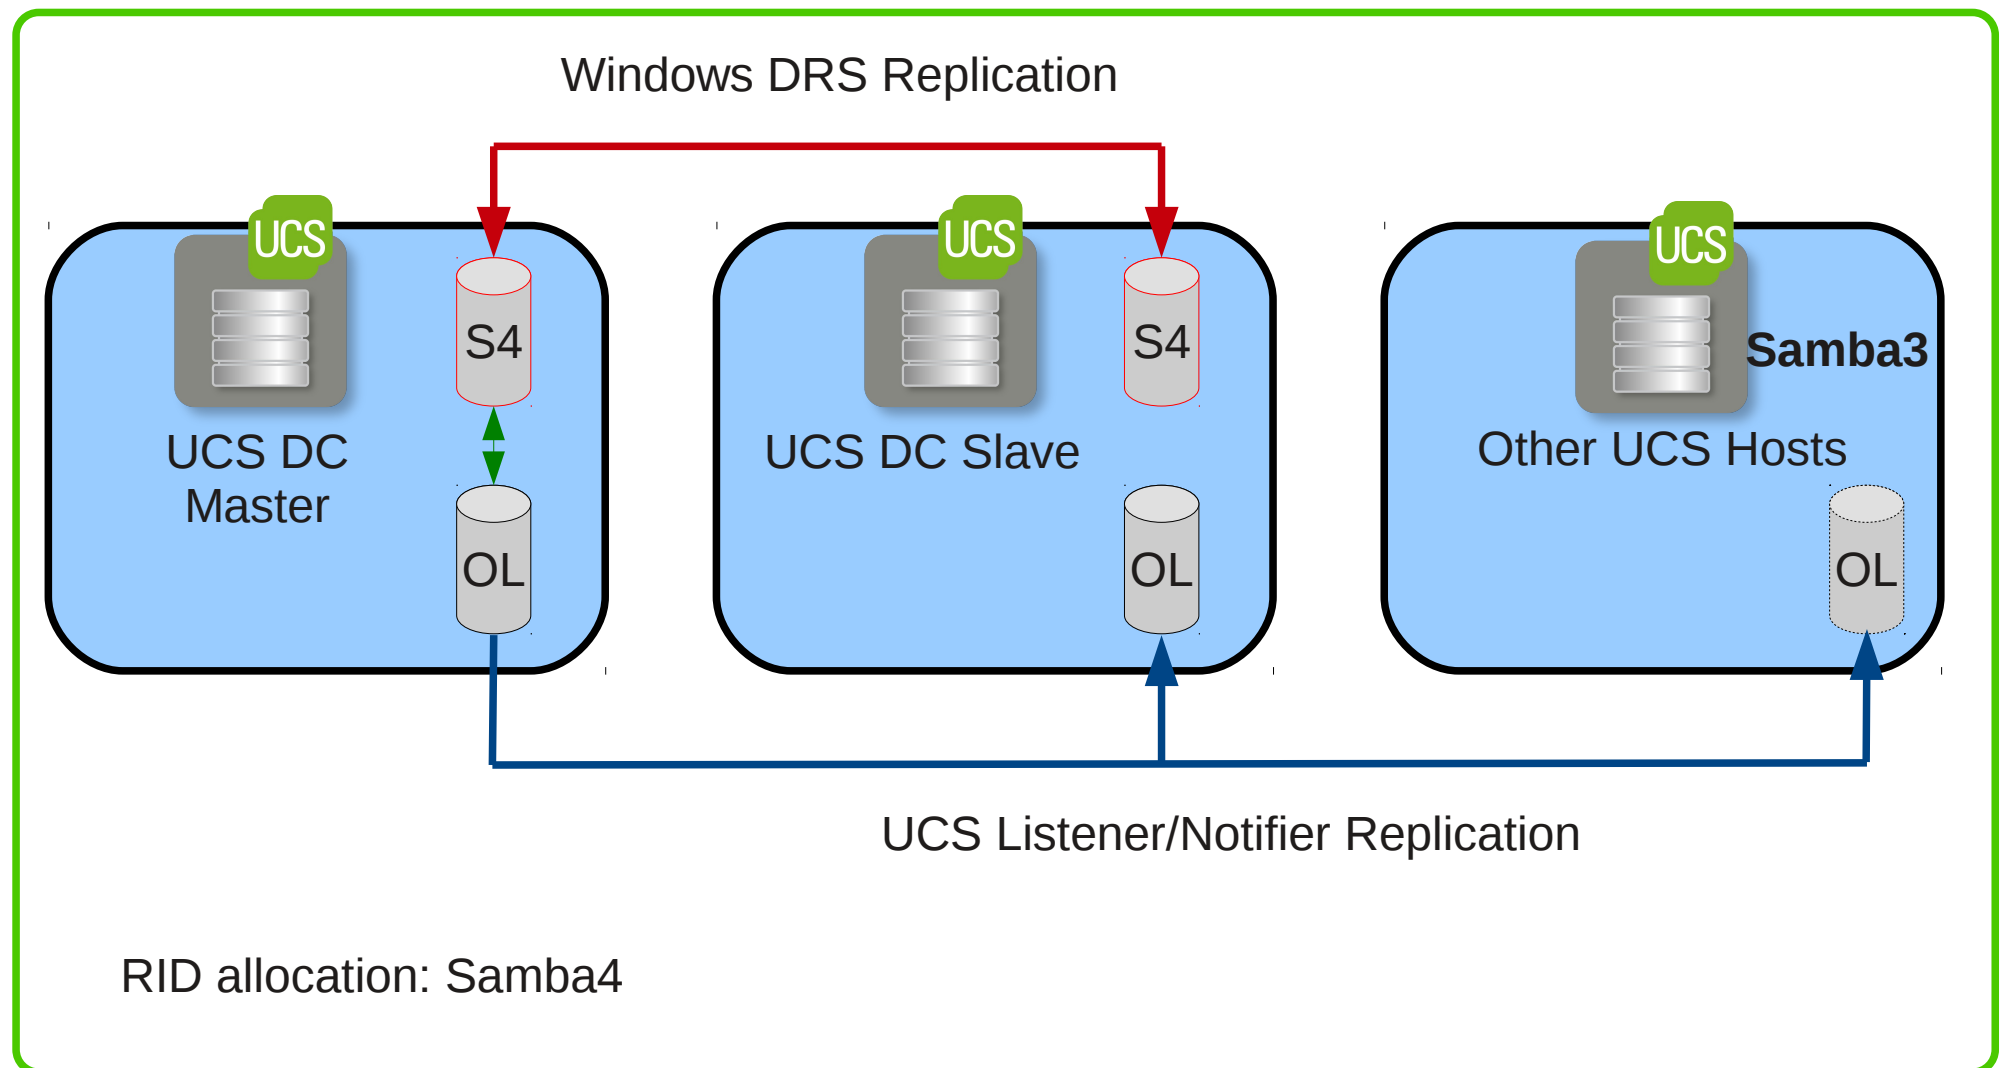 Windows DRS Replication
UCS
S4
UCS DC
Master
OL
UCS
S4
UCS DC Slave
OL
UCS
Samba3
Other UCS Hosts
OL
UCS Listener/Notifier Replication
RID allocation: Samba4